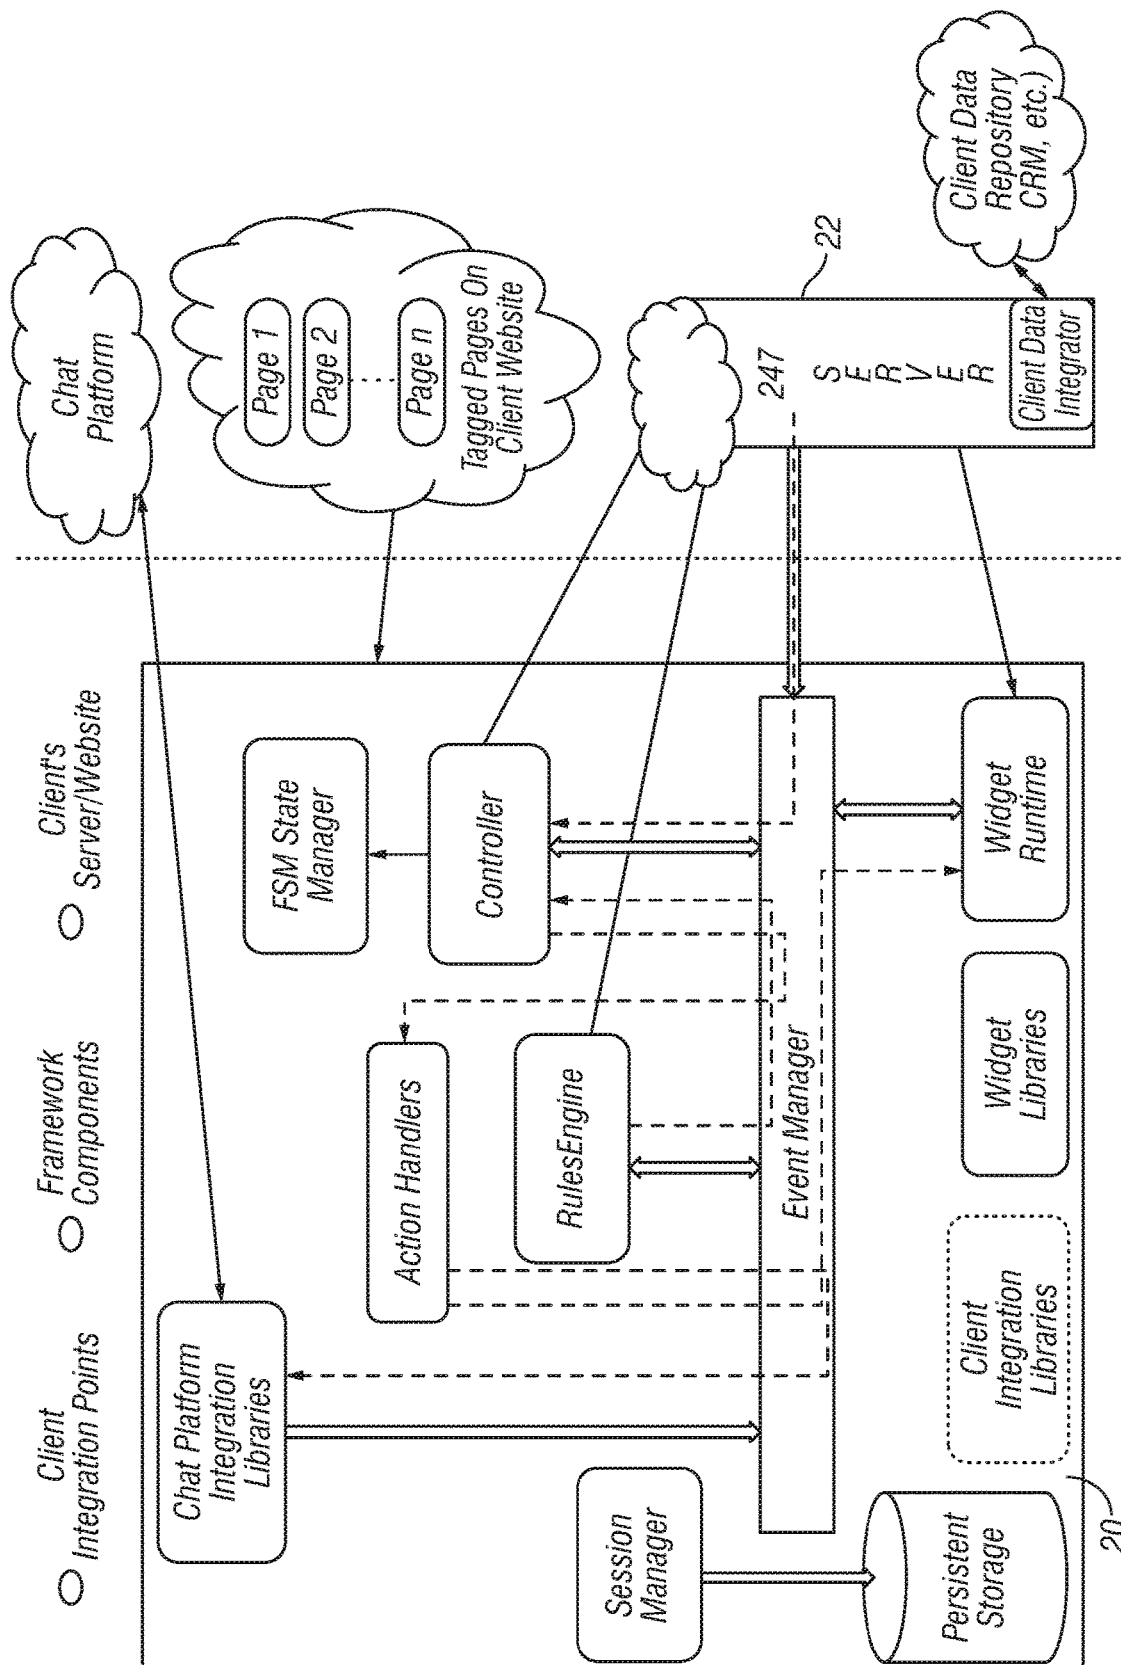 Client
Integration Points
Framework
Components
Client's
Server/Website
Chat Platform
Integration
Libraries
Action Handlers
FSM State
Manager
Controller
RulesEngine
Session
Manager
Event Manager
Persistent
Storage
Client
Integration
Libraries
Widget
Libraries
Widget
Runtime
20
Chat
Platform
Page 1
Page 2
Page n
Tagged Pages On
Client Website
247
S
E
R
V
E
R
22
Client Data
Integrator
Client Data
Repository
CRM, etc.)